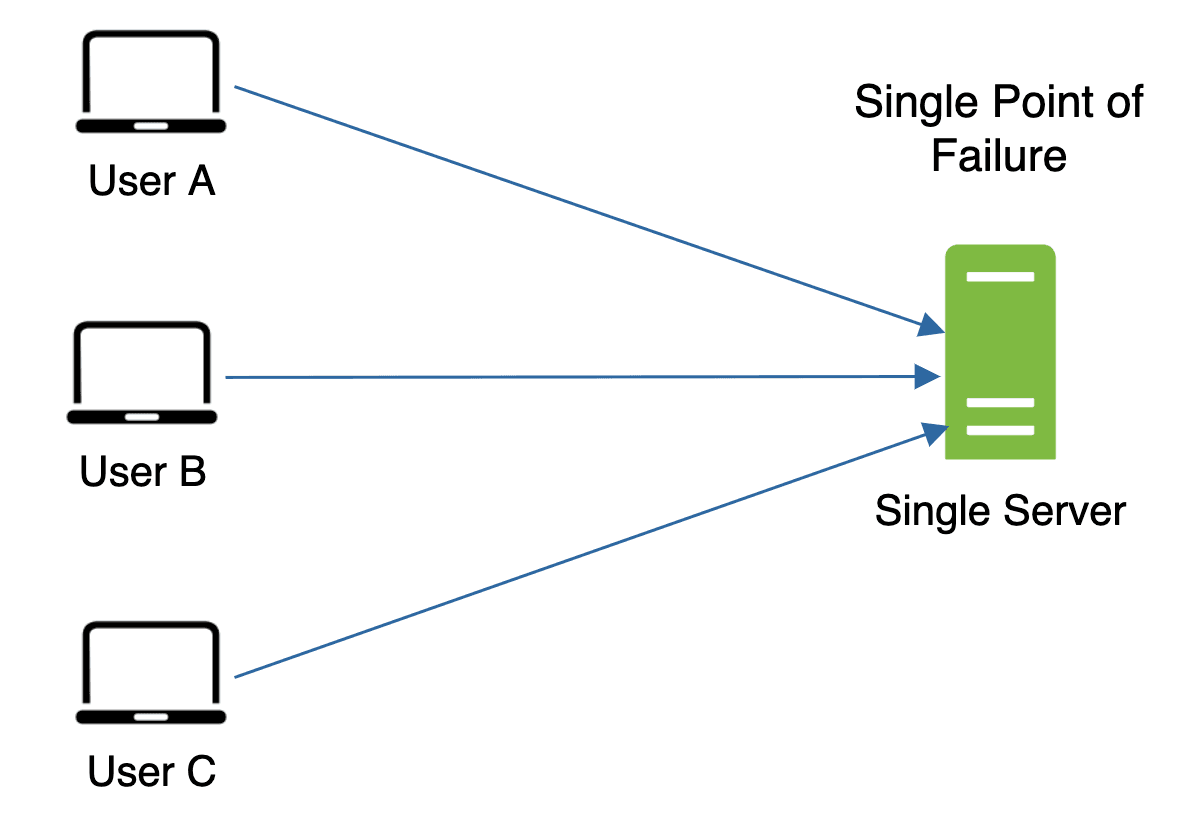 User A
Single Point of
Failure
User B
Single Server
User C